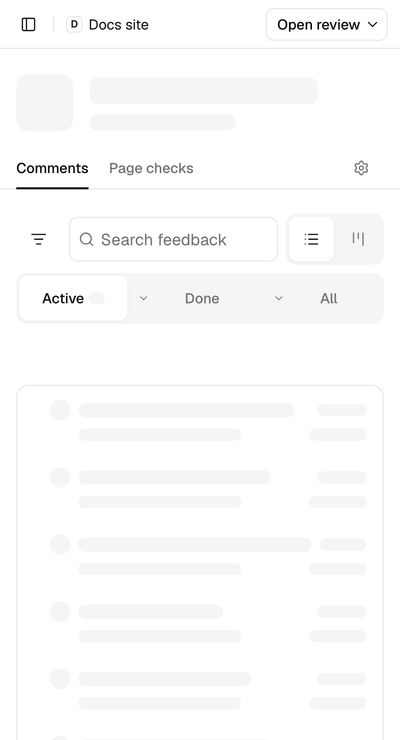 D Docs site
Open review
Comments
Page checks
Search feedback
Active
Done
All